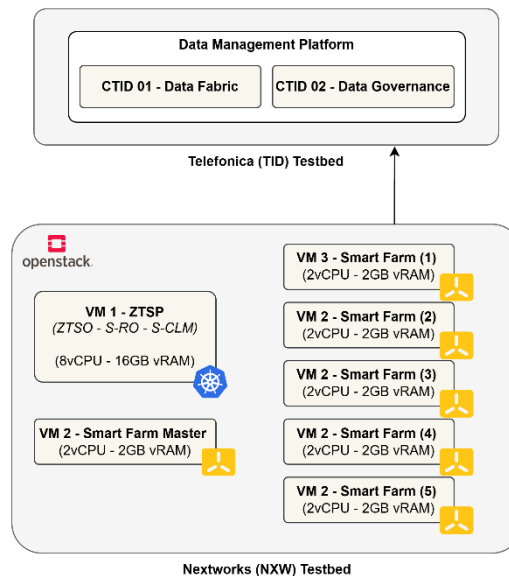 Data Management Platform
CTID 01 - Data Fabric
CTID 02 - Data Governance
Telefonica (TID) Testbed
openstack.
VM 1 - ZTSP
(ZTSO - S-RO - S-CLM)
(8vCPU - 16GB vRAM)
VM 2 - Smart Farm Master
(2vCPU - 2GB vRAM)
VM 3 - Smart Farm (1)
(2vCPU - 2GB vRAM)
VM 2 - Smart Farm (2)
(2vCPU - 2GB vRAM)
VM 2 - Smart Farm (3)
(2vCPU - 2GB vRAM)
VM 2 - Smart Farm (4)
(2vCPU - 2GB vRAM)
VM 2 - Smart Farm (5)
(2vCPU - 2GB vRAM)
Nextworks (NXW) Testbed